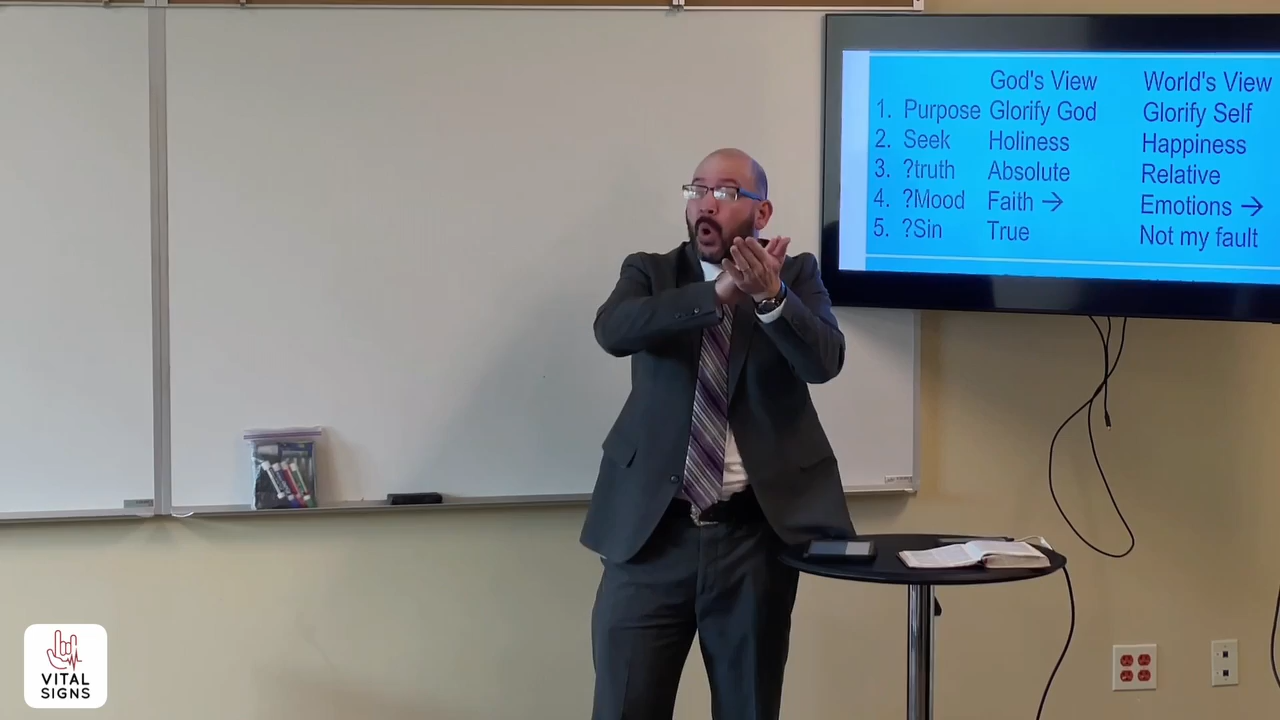 God's View World's View
1. Purpose Glorify God Glorify Self
2. Seek Holiness Happiness
3. ?truth Absolute Relative
4. ?Mood Faith → Emotions →
5. ?Sin True Not my fault
VITAL
SIGNS